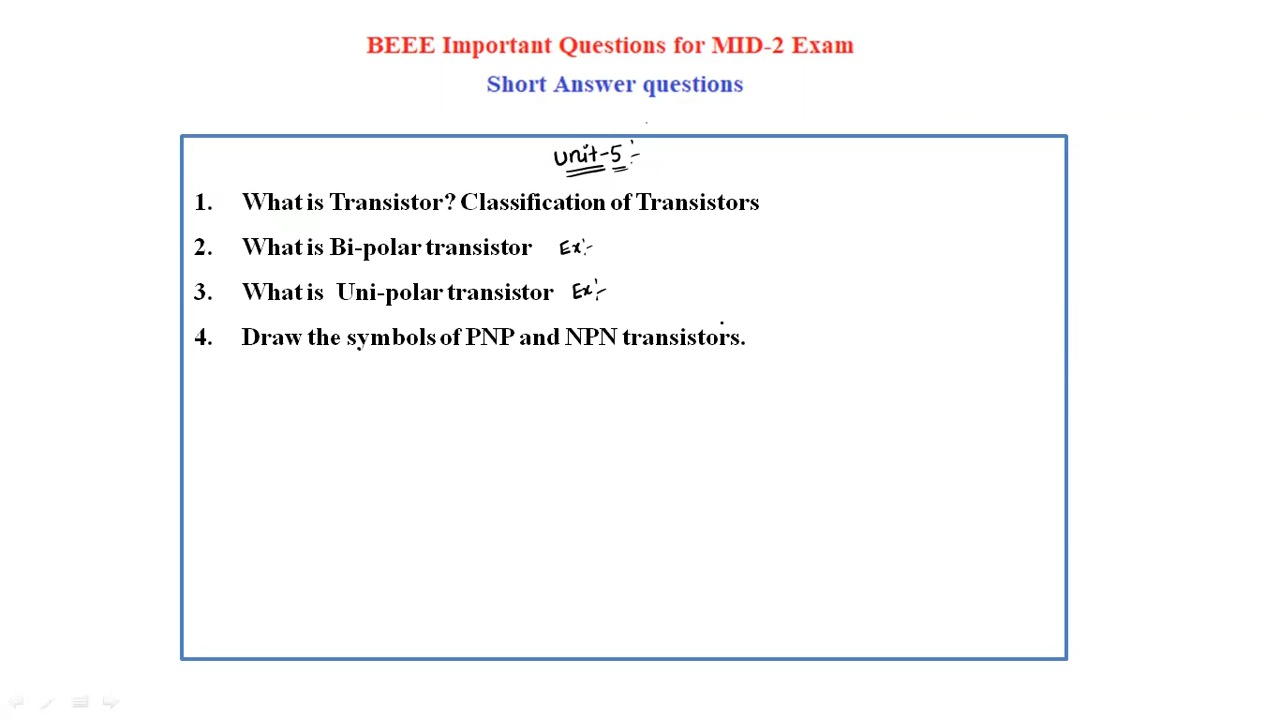 BEEE Important Questions for MID-2 Exam
Short Answer questions
Unit-5:-
1. What is Transistor? Classification of Transistors
2. What is Bi-polar transistor Ex:-
3. What is Uni-polar transistor Ex:-
4. Draw the symbols of PNP and NPN transistors.